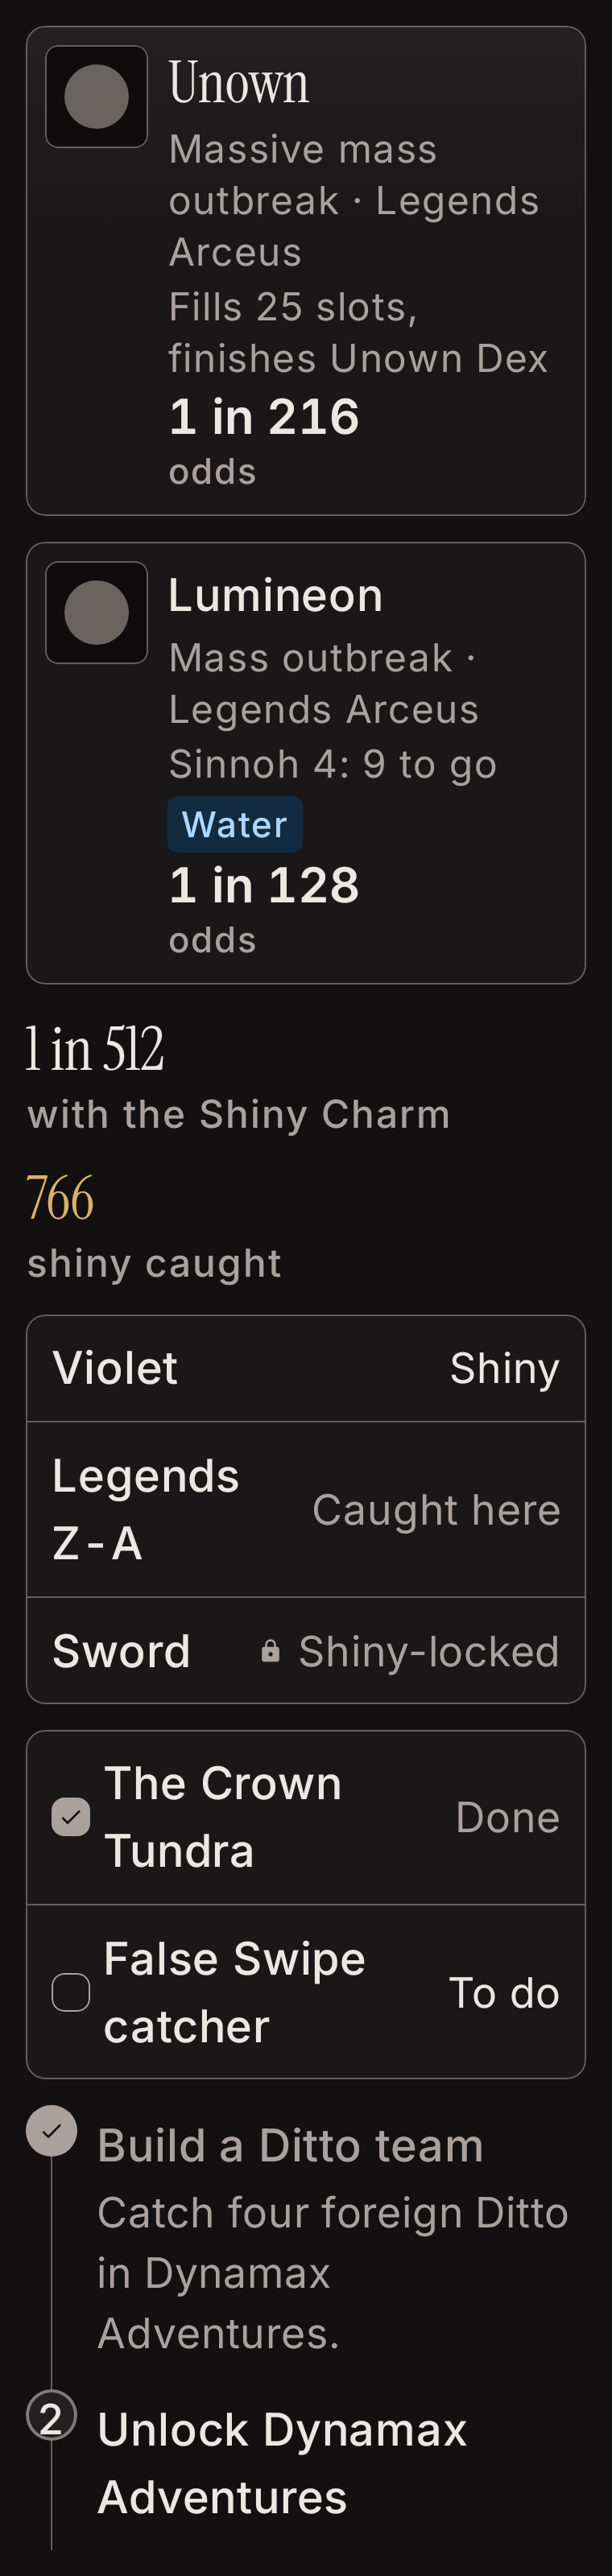 Unown
Massive mass
outbreak · Legends
Arceus
Fills 25 slots,
finishes Unown Dex
1 in 216
odds
Lumineon
Mass outbreak ·
Legends Arceus
Sinnoh 4: 9 to go
Water
1 in 128
odds
1 in 512
with the Shiny Charm
766
shiny caught
Violet Shiny
Legends
Z-A
Caught here
Sword Shiny-locked
The Crown
Tundra
Done
False Swipe
catcher
To do
Build a Ditto team
Catch four foreign Ditto
in Dynamax
Adventures.
2 Unlock Dynamax
Adventures